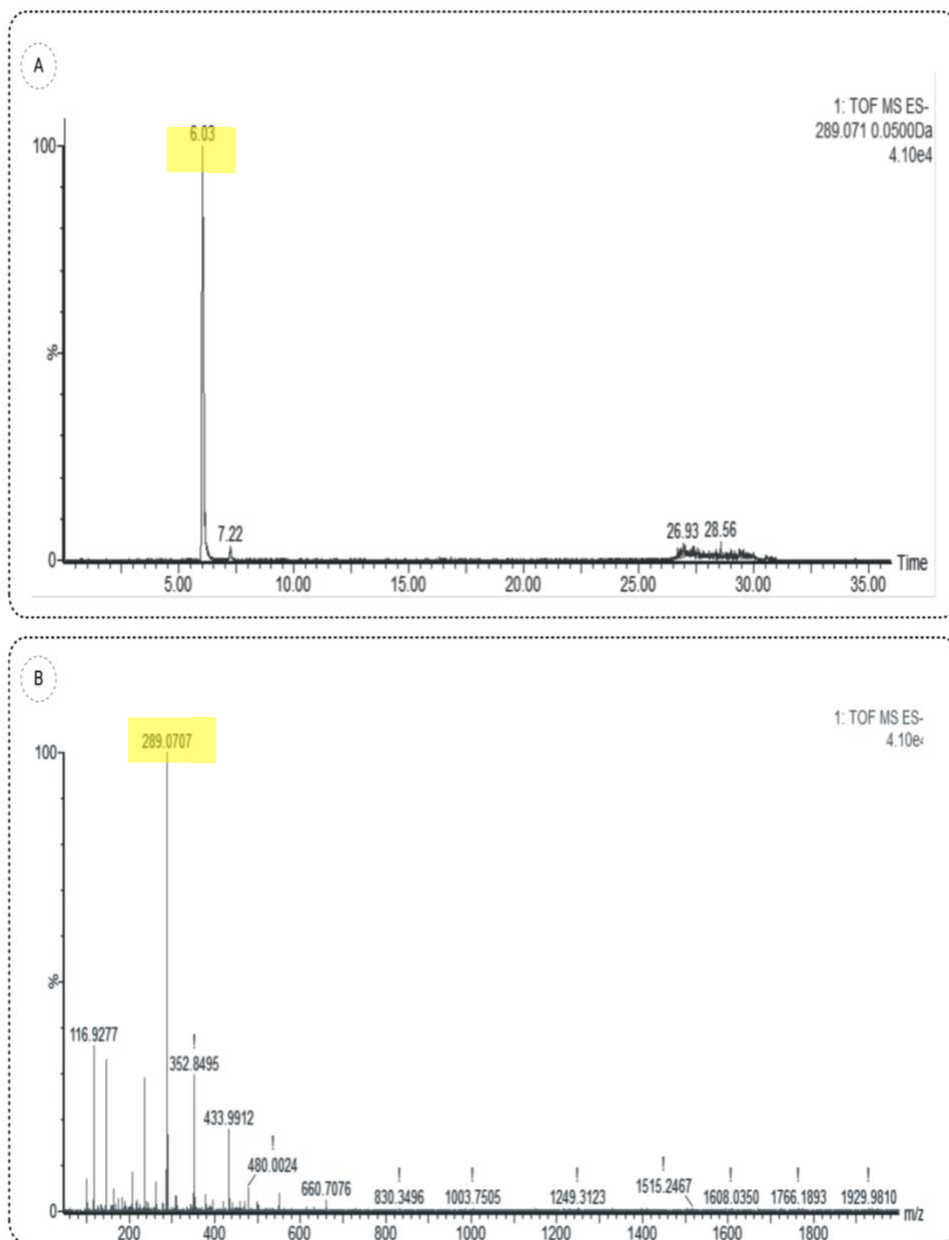 A
1: TOF MS ES-
289.071 0.0500Da
4.10e4
6.03
100
%
7.22
26.93 28.56
0
Time
5.00 10.00 15.00 20.00 25.00 30.00 35.00
B
1: TOF MS ES-
4.10e4
289.0707
100
%
116.9277
!
352.8495
433.9912
!
480.0024
660.7076
!
830.3496
!
1003.7505
!
1249.3123
!
1515.2467
!
1608.0350
!
1766.1893
!
1929.9810
0
m/z
200 400 600 800 1000 1200 1400 1600 1800